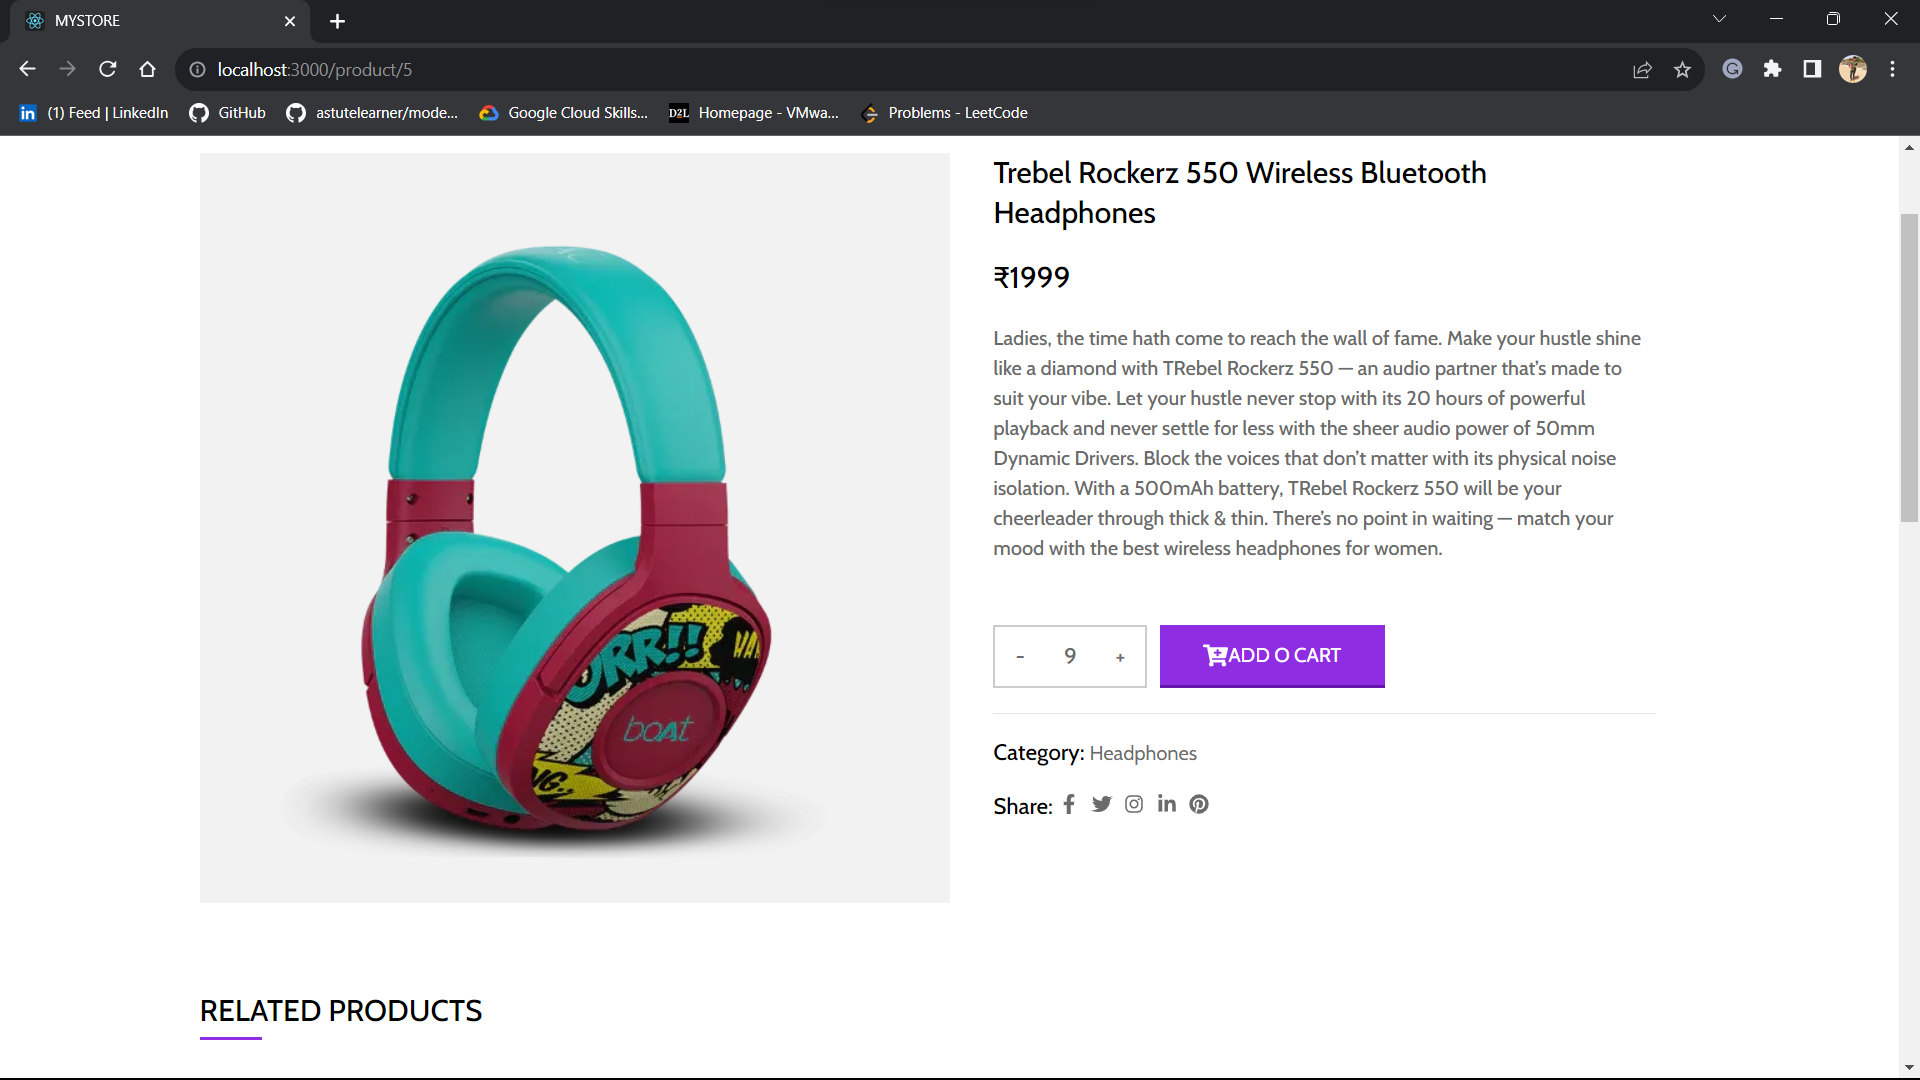 MYSTORE
localhost:3000/product/5
(1) Feed | LinkedIn GitHub astutelearner/mode... Google Cloud Skills... D2L Homepage - VMwa... Problems - LeetCode
Trebel Rockerz 550 Wireless Bluetooth
Headphones
₹1999
Ladies, the time hath come to reach the wall of fame. Make your hustle shine
like a diamond with TRebel Rockerz 550 — an audio partner that's made to
suit your vibe. Let your hustle never stop with its 20 hours of powerful
playback and never settle for less with the sheer audio power of 50mm
Dynamic Drivers. Block the voices that don't matter with its physical noise
isolation. With a 500mAh battery, TRebel Rockerz 550 will be your
cheerleader through thick & thin. There's no point in waiting — match your
mood with the best wireless headphones for women.
- 9 +
ADD O CART
Category: Headphones
Share:
boAt
RELATED PRODUCTS